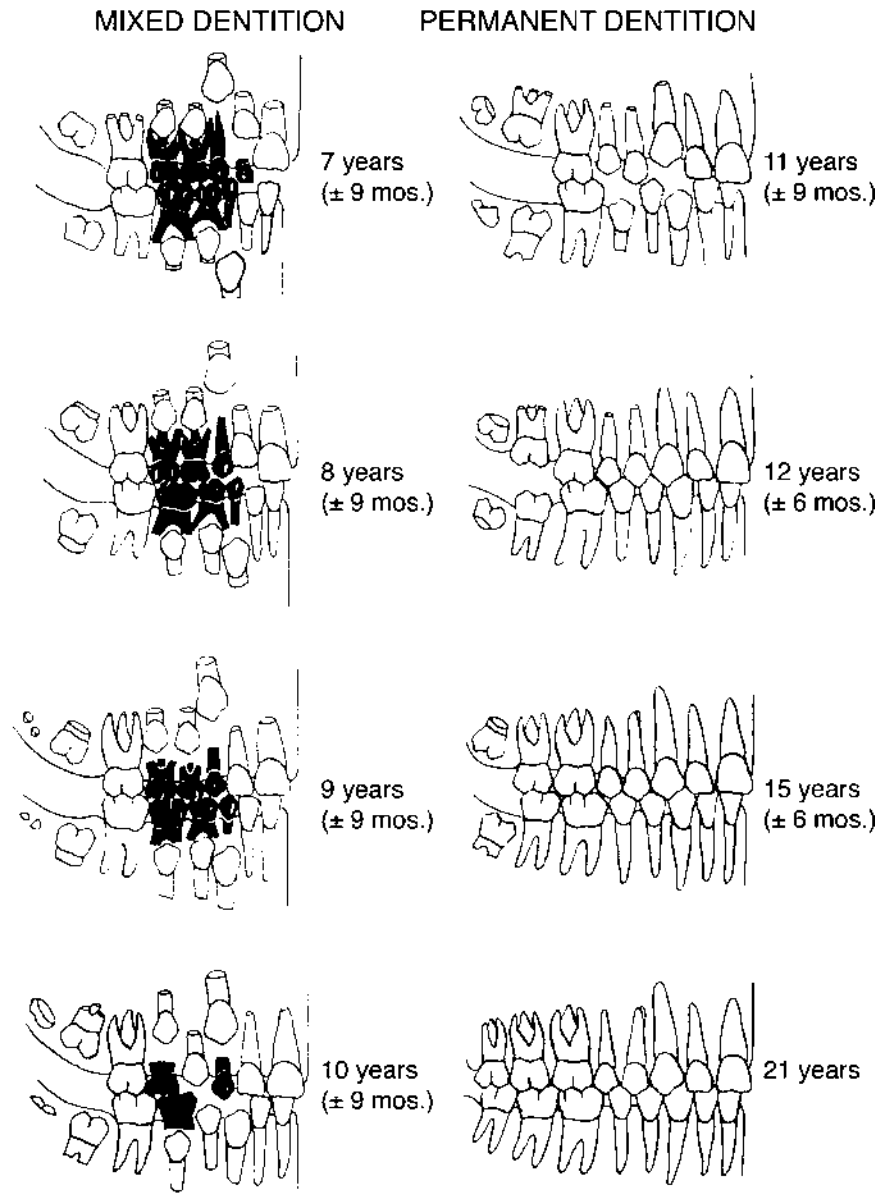 MIXED DENTITION
PERMANENT DENTITION
7 years
(± 9 mos.)
8 years
(± 9 mos.)
9 years
(± 9 mos.)
10 years
(± 9 mos.)
11 years
(± 9 mos.)
12 years
(± 6 mos.)
15 years
(± 6 mos.)
21 years